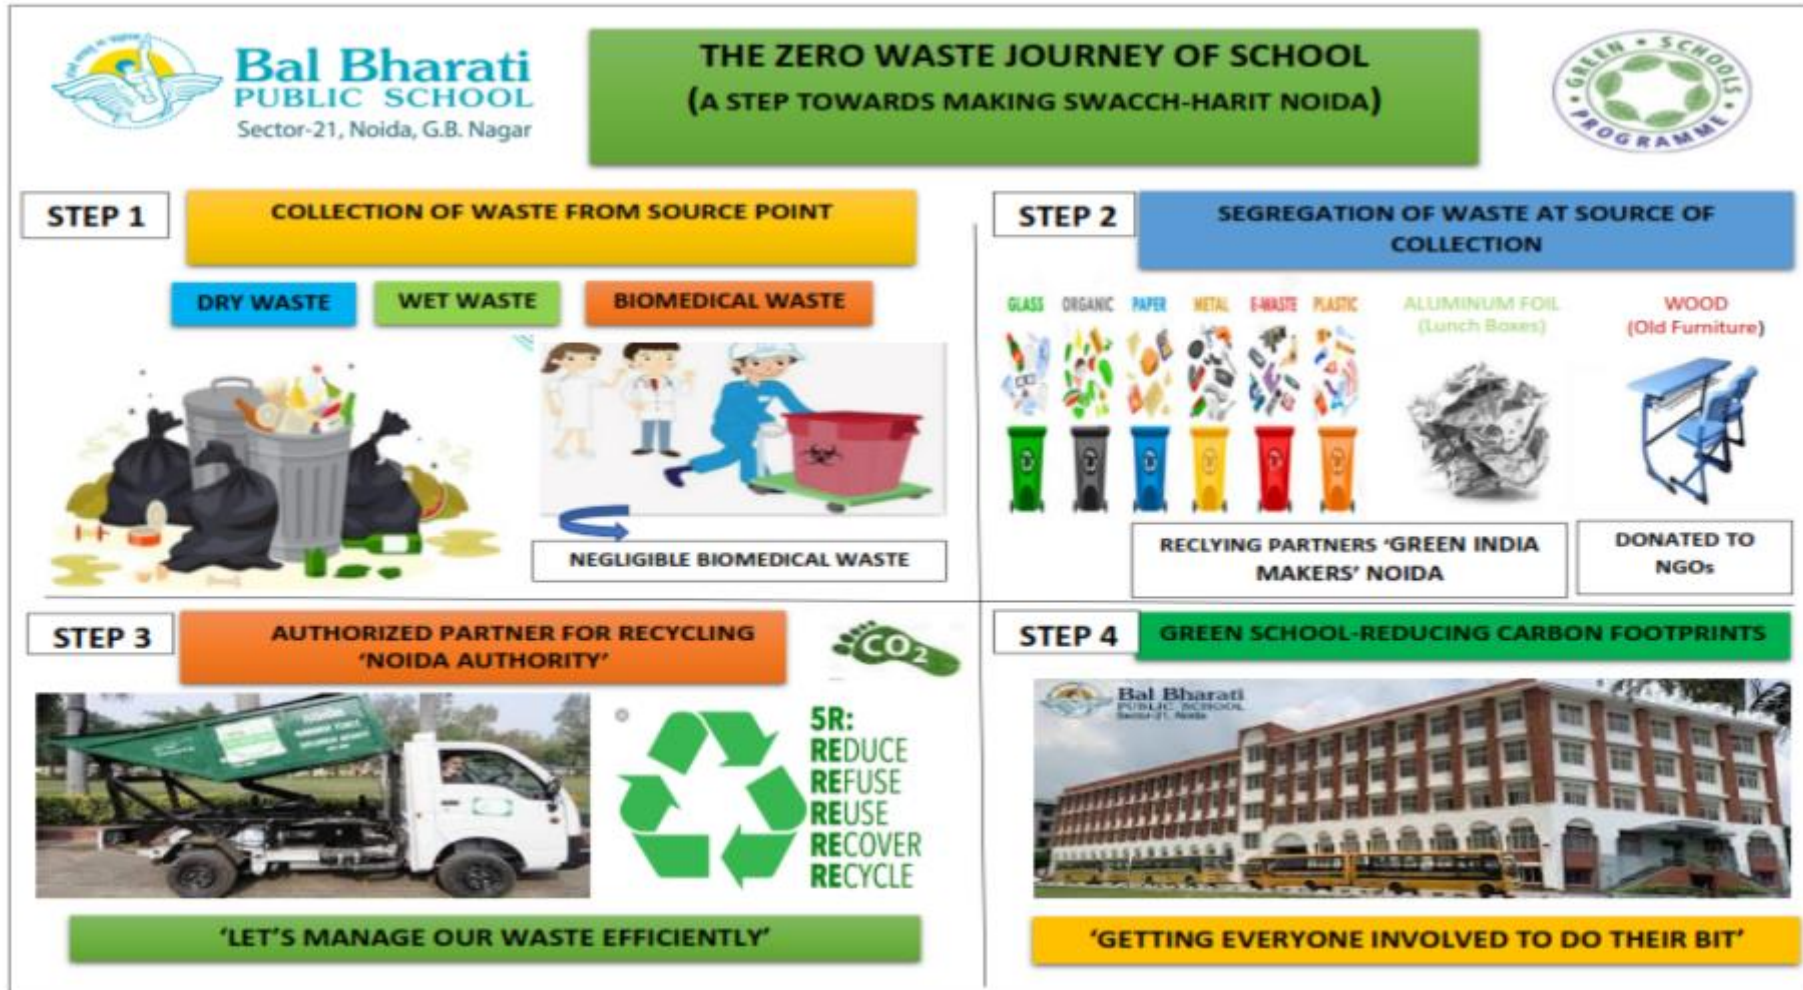 Bal Bharati
PUBLIC SCHOOL
Sector-21, Noida, G.B. Nagar
THE ZERO WASTE JOURNEY OF SCHOOL
(A STEP TOWARDS MAKING SWACCH-HARIT NOIDA)
GREEN • SCHOOLS • PROGRAMME •
STEP 1
COLLECTION OF WASTE FROM SOURCE POINT
DRY WASTE
WET WASTE
BIOMEDICAL WASTE
NEGLIGIBLE BIOMEDICAL WASTE
STEP 2
SEGREGATION OF WASTE AT SOURCE OF
COLLECTION
GLASS ORGANIC PAPER METAL E-WASTE PLASTIC
ALUMINUM FOIL
(Lunch Boxes)
WOOD
(Old Furniture)
RECLYING PARTNERS ‘GREEN INDIA
MAKERS’ NOIDA
DONATED TO
NGOs
STEP 3
AUTHORIZED PARTNER FOR RECYCLING
‘NOIDA AUTHORITY’
CO2
5R:
REDUCE
REFUSE
REUSE
RECOVER
RECYCLE
‘LET’S MANAGE OUR WASTE EFFICIENTLY’
STEP 4
GREEN SCHOOL-REDUCING CARBON FOOTPRINTS
Bal Bharati
PUBLIC SCHOOL
Sector-21, Noida
‘GETTING EVERYONE INVOLVED TO DO THEIR BIT’